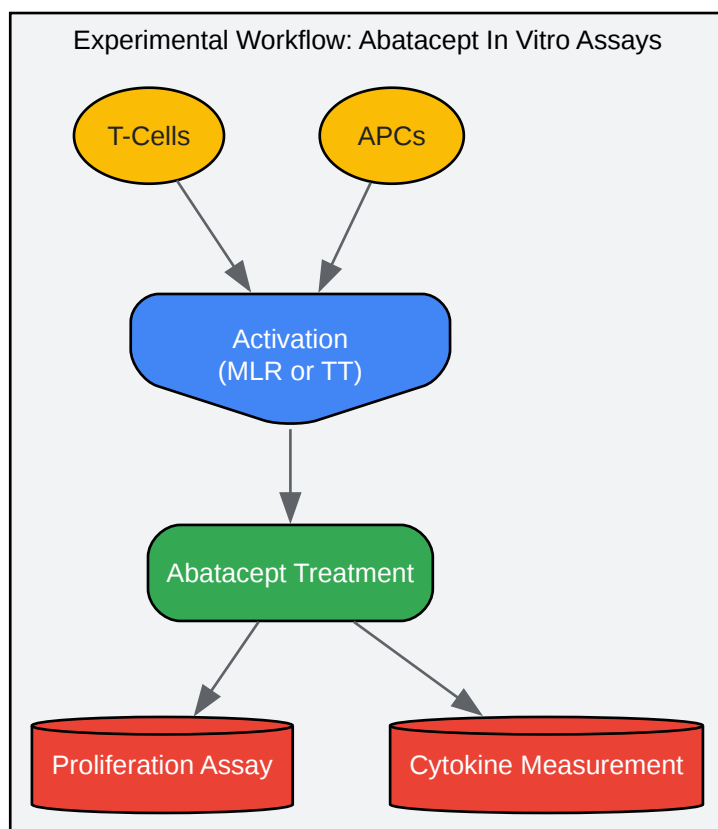 Experimental Workflow: Abatacept In Vitro Assays
T-Cells
APCs
Activation
(MLR or TT)
Abatacept Treatment
Proliferation Assay
Cytokine Measurement